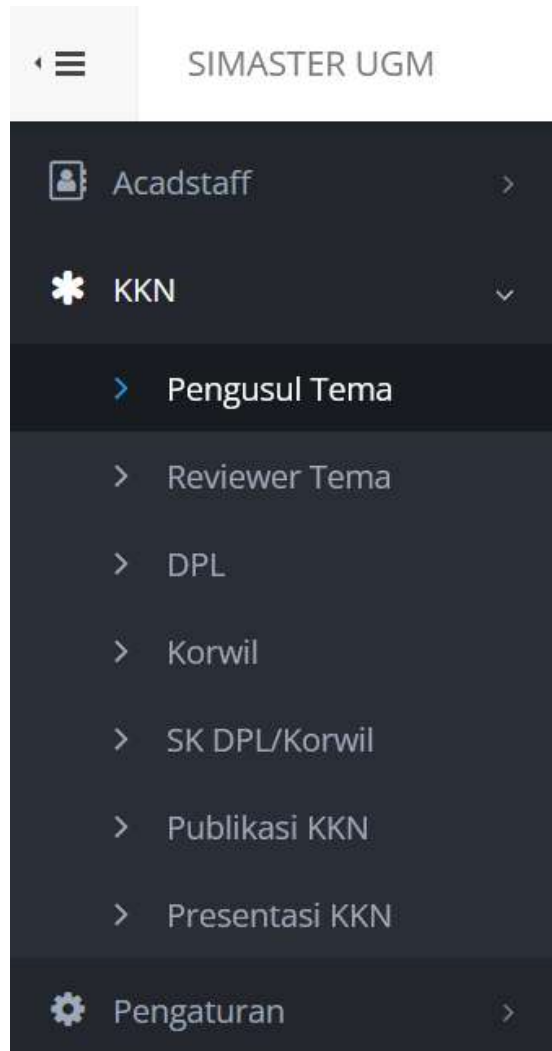 SIMASTER UGM
Acadstaff
KKN
Pengusul Tema
Reviewer Tema
DPL
Korwil
SK DPL/Korwil
Publikasi KKN
Presentasi KKN
Pengaturan